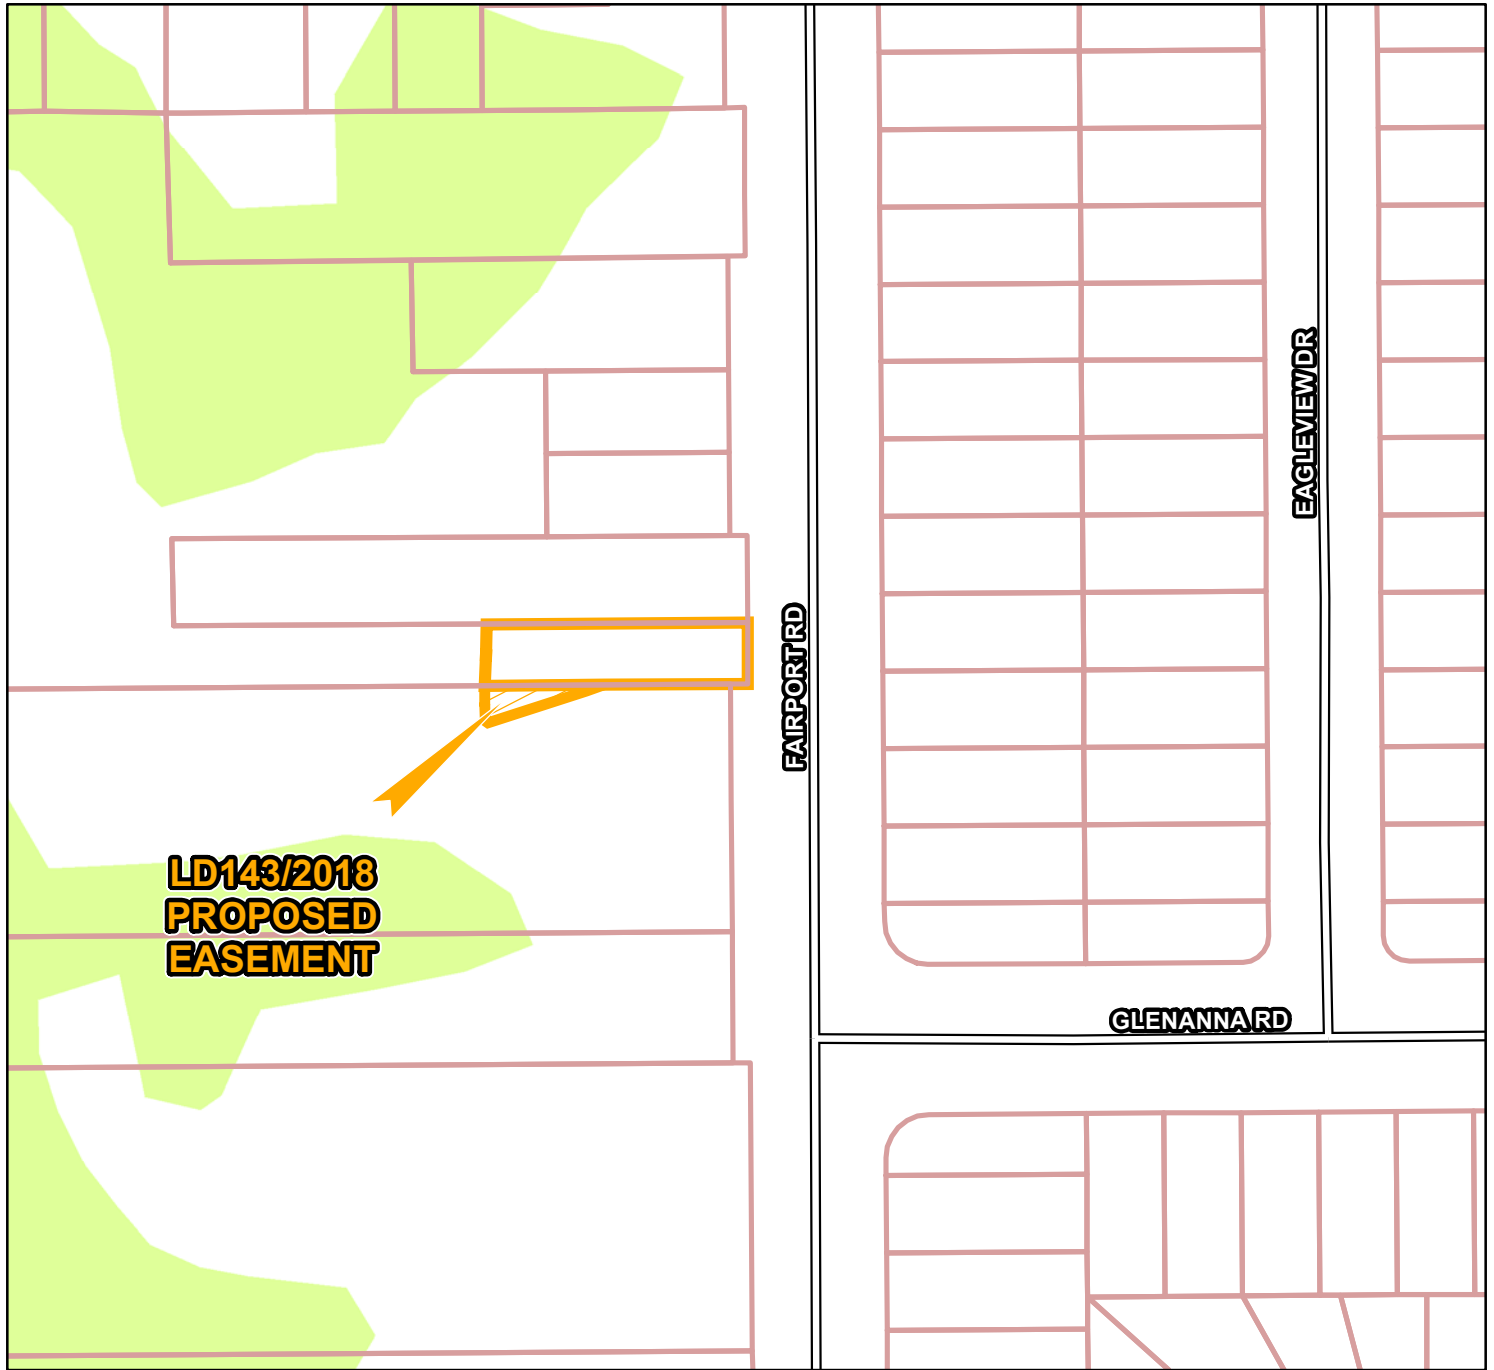 EAGLEVIEW DR
FAIRPORT RD
LD143/2018
PROPOSED
EASEMENT
GLENANNA RD